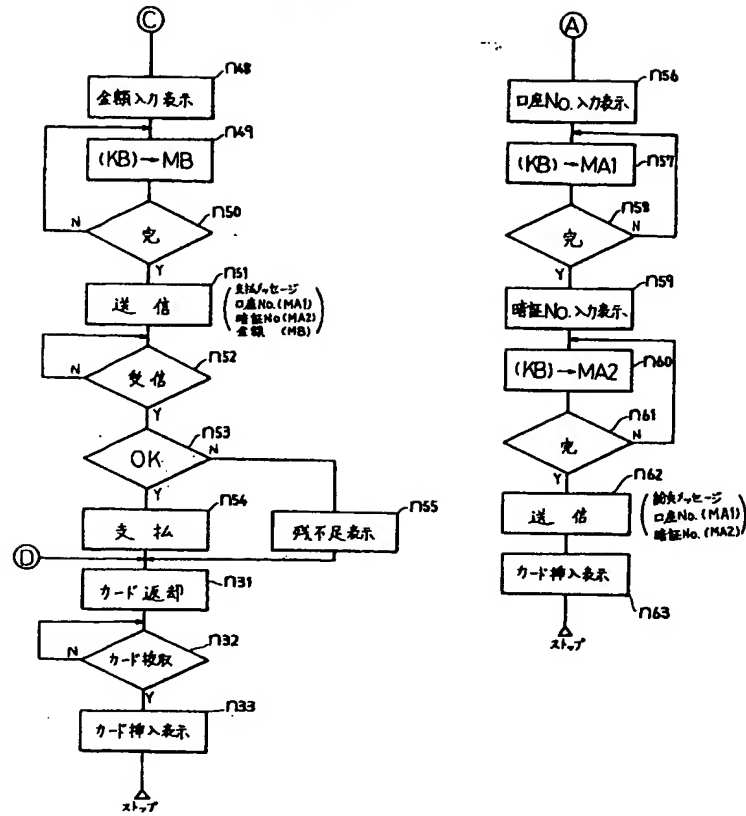 C
n48
金額入力表示
n49
(KB)→MB
n50
完
N
Y
n51
送信
支払メッセージ
口座No.(MA1)
暗証No(MA2)
金額 (MB)
n52
受信
N
Y
n53
OK
N
Y
n54
支払
n55
残不足表示
D
n31
カード返却
n32
カード抜取
N
Y
n33
カード挿入表示
ストップ
A
n56
口座No.入力表示
n57
(KB)→MA1
n58
完
N
Y
n59
暗証No.入力表示
n60
(KB)→MA2
n61
完
N
Y
n62
送信
紛失メッセージ
口座No.(MA1)
暗証No.(MA2)
カード挿入表示
n63
ストップ